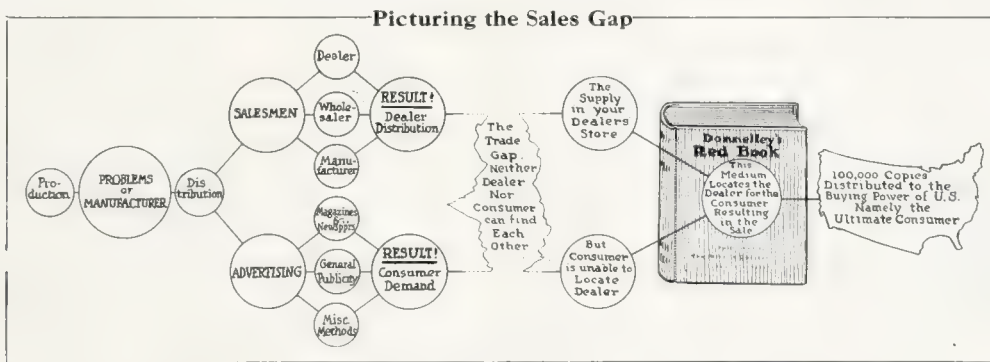 Picturing the Sales Gap
Pro-
duction
PROBLEMS
OF
MANUFACTURER
Dis
tribution
SALESMEN
Dealer
Whole-
saler
Manu-
facturer
RESULT!
Dealer
Distribution
ADVERTISING
Magazines
&
Newspprs.
General
Publicity
Misc.
Methods
RESULT!
Consumer
Demand
The
Trade
Gap.
Neither
Dealer
Nor
Consumer
can find
Each
Other
The
Supply
in your
Dealers
Store
But
Consumer
is unable to
Locate
Dealer
Donnelley's
Red Book
This
Medium
Locates the
Dealer for the
Consumer
Resulting
in the
Sale
100,000 Copies
Distributed to the
Buying Power of U.S.
Namely the
Ultimate Consumer